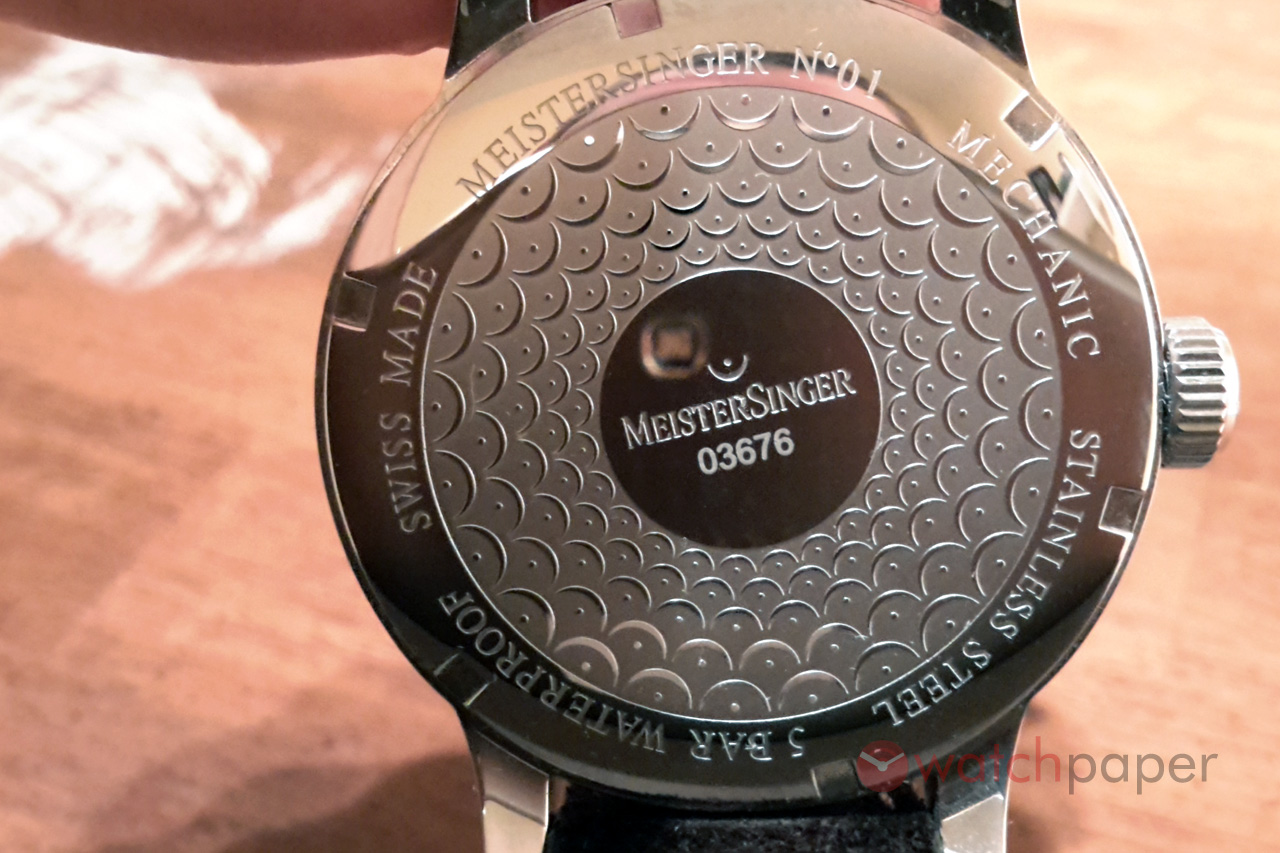 MEISTERSINGER Nº01
MECHANIC
STAINLESS STEEL
5 BAR WATERPROOF
SWISS MADE
MEISTERSINGER
03676
watchpaper